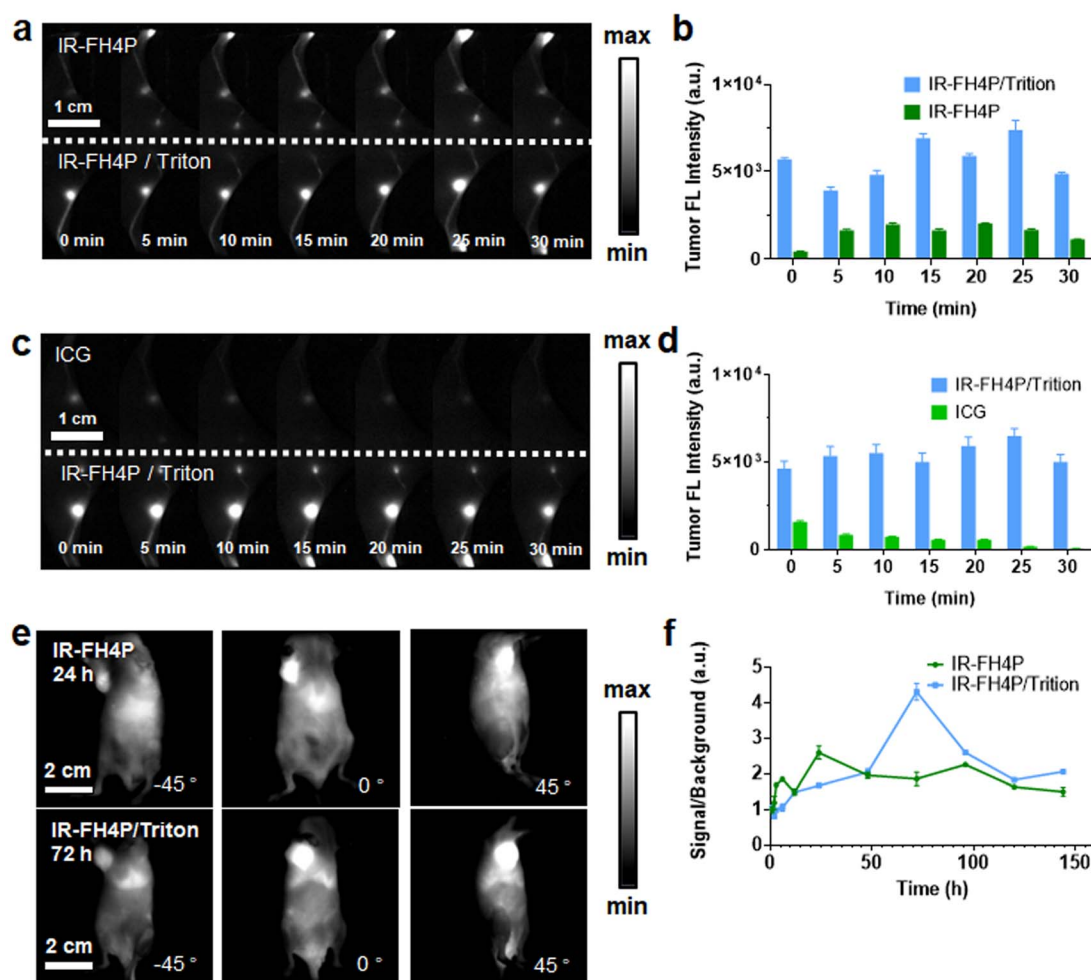 a
IR-FH4P
1 cm
IR-FH4P / Triton
0 min 5 min 10 min 15 min 20 min 25 min 30 min
max
min
b
IR-FH4P/Trition
IR-FH4P
Tumor FL Intensity (a.u.)
1×10⁴
5×10³
0
0 5 10 15 20 25 30
Time (min)
c
ICG
1 cm
IR-FH4P / Triton
0 min 5 min 10 min 15 min 20 min 25 min 30 min
max
min
d
IR-FH4P/Trition
ICG
Tumor FL Intensity (a.u.)
1×10⁴
5×10³
0
0 5 10 15 20 25 30
Time (min)
e
IR-FH4P
24 h
2 cm
-45 °
0 °
45 °
IR-FH4P/Triton
72 h
2 cm
-45 °
0 °
45 °
max
min
f
IR-FH4P
IR-FH4P/Trition
Signal/Background (a.u.)
5
4
3
2
1
0
0 50 100 150
Time (h)